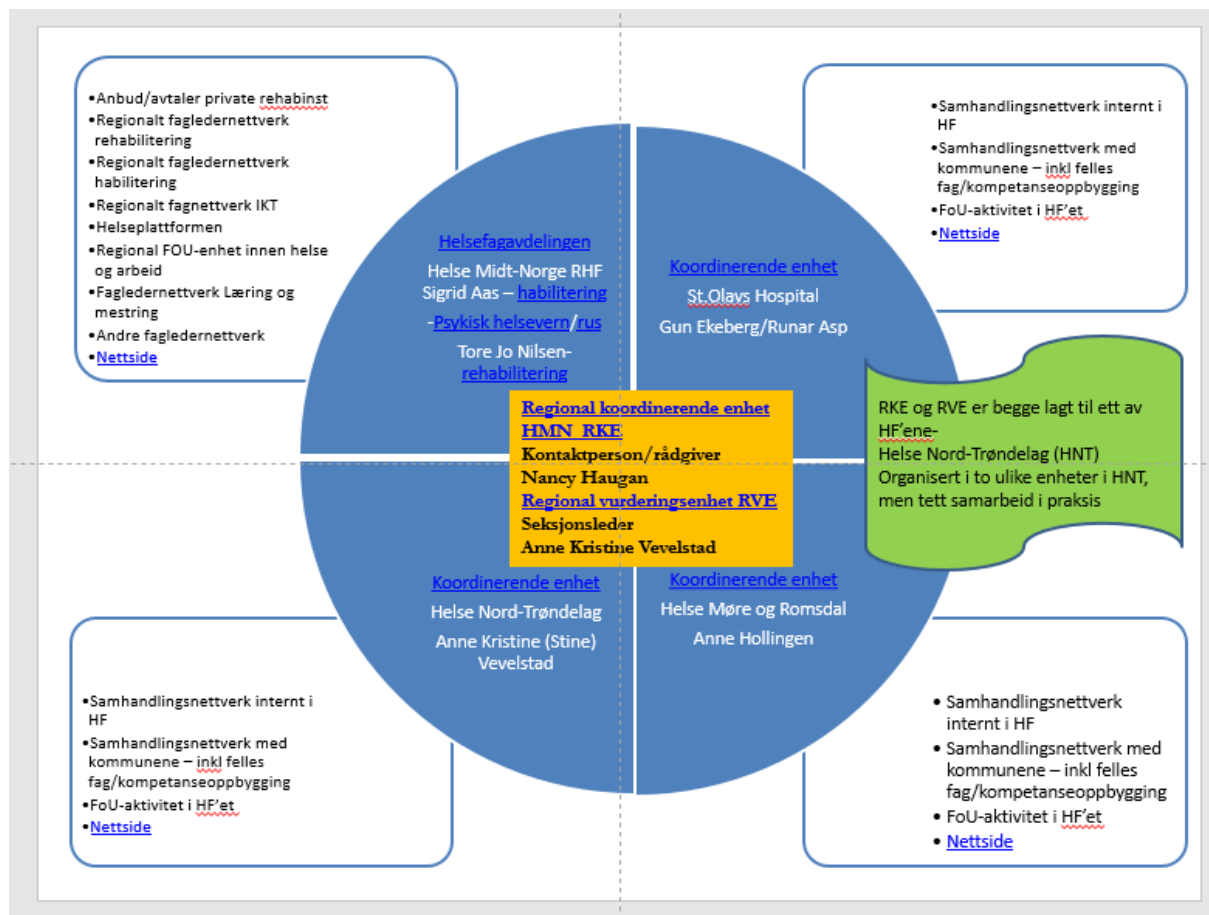 •Anbud/avtaler private rehabinst
•Regionalt fagledernettverk
rehabilitering
•Regionalt fagledernettverk
habilitering
•Regionalt fagnettverk IKT
•Helseplattformen
•Regional FOU-enhet innen helse
og arbeid
•Fagledernettverk Læring og
mestring
•Andre fagledernettverk
•Nettside
•Samhandlingsnettverk internt i
HF
•Samhandlingsnettverk med
kommunene – inkl felles
fag/kompetanseoppbygging
•FoU-aktivitet i HF'et
•Nettside
Helsefagavdelingen
Helse Midt-Norge RHF
Sigrid Aas – habilitering
-Psykisk helsevern/rus
Tore Jo Nilsen-
rehabilitering
Koordinerende enhet
St.Olavs Hospital
Gun Ekeberg/Runar Asp
Regional koordinerende enhet
HMN RKE
Kontaktperson/rådgiver
Nancy Haugan
Regional vurderingsenhet RVE
Seksjonsleder
Anne Kristine Vevelstad
RKE og RVE er begge lagt til ett av
HF'ene-
Helse Nord-Trøndelag (HNT)
Organisert i to ulike enheter i HNT,
men tett samarbeid i praksis
Koordinerende enhet
Helse Nord-Trøndelag
Anne Kristine (Stine)
Vevelstad
Koordinerende enhet
Helse Møre og Romsdal
Anne Hollingen
•Samhandlingsnettverk internt i
HF
•Samhandlingsnettverk med
kommunene – inkl felles
fag/kompetanseoppbygging
•FoU-aktivitet i HF'et
•Nettside
• Samhandlingsnettverk
internt i HF
• Samhandlingsnettverk med
kommunene – inkl felles
fag/kompetanseoppbygging
• FoU-aktivitet i HF'et
• Nettside